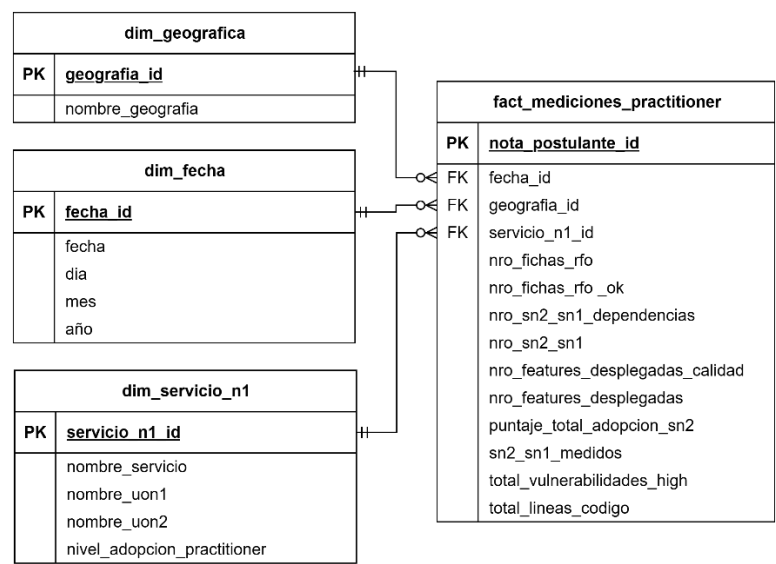 dim_geografica
PK geografia_id
nombre_geografia
dim_fecha
PK fecha_id
fecha
dia
mes
año
dim_servicio_n1
PK servicio_n1_id
nombre_servicio
nombre_uon1
nombre_uon2
nivel_adopcion_practitioner
fact_mediciones_practitioner
PK nota_postulante_id
FK fecha_id
FK geografia_id
FK servicio_n1_id
nro_fichas_rfo
nro_fichas_rfo _ok
nro_sn2_sn1_dependencias
nro_sn2_sn1
nro_features_desplegadas_calidad
nro_features_desplegadas
puntaje_total_adopcion_sn2
sn2_sn1_medidos
total_vulnerabilidades_high
total_lineas_codigo